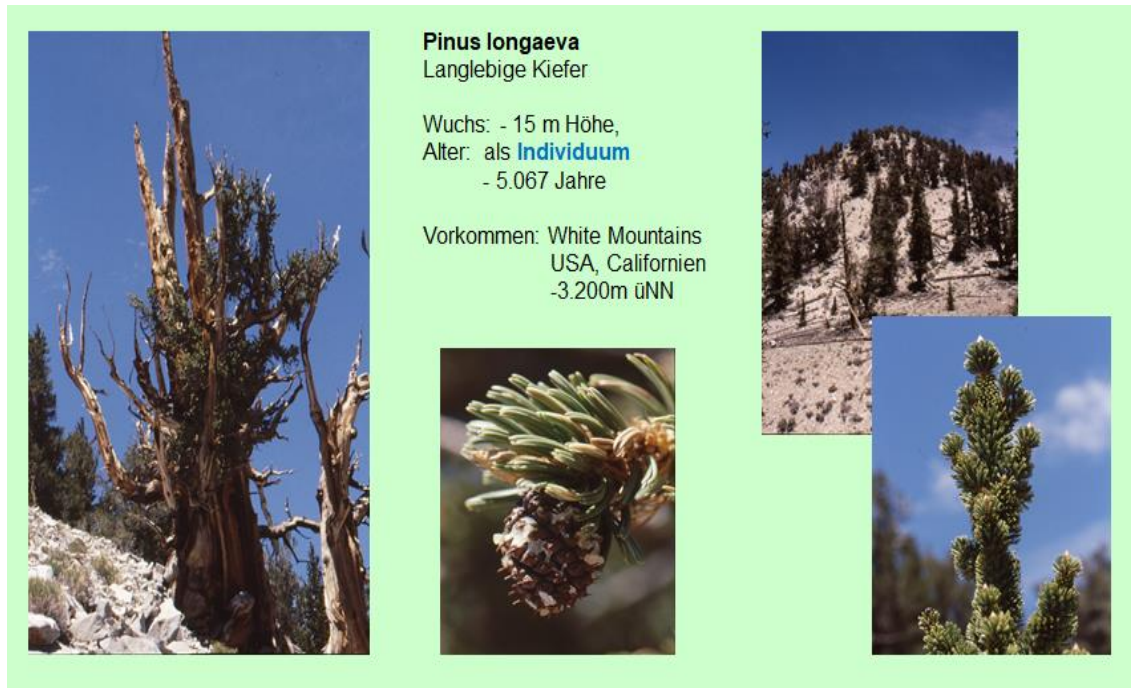 Pinus longaeva
Langlebige Kiefer
Wuchs: - 15 m Höhe,
Alter: als Individuum
- 5.067 Jahre
Vorkommen: White Mountains
USA, Californien
-3.200m üNN